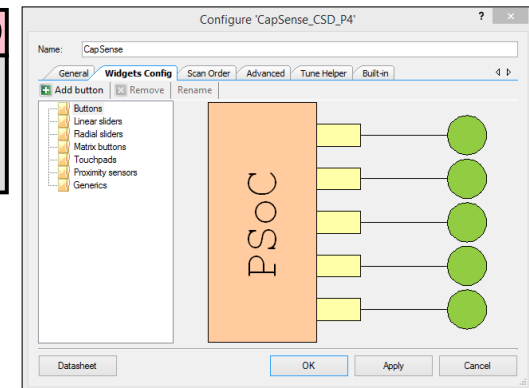 Configure 'CapSense_CSD_P4'
?
Name: CapSense
General Widgets Config Scan Order Advanced Tune Helper Built-in
Add button Remove Rename
Buttons
Linear sliders
Radial sliders
Matrix buttons
Touchpads
Proximity sensors
Generics
PSoC
Datasheet OK Apply Cancel